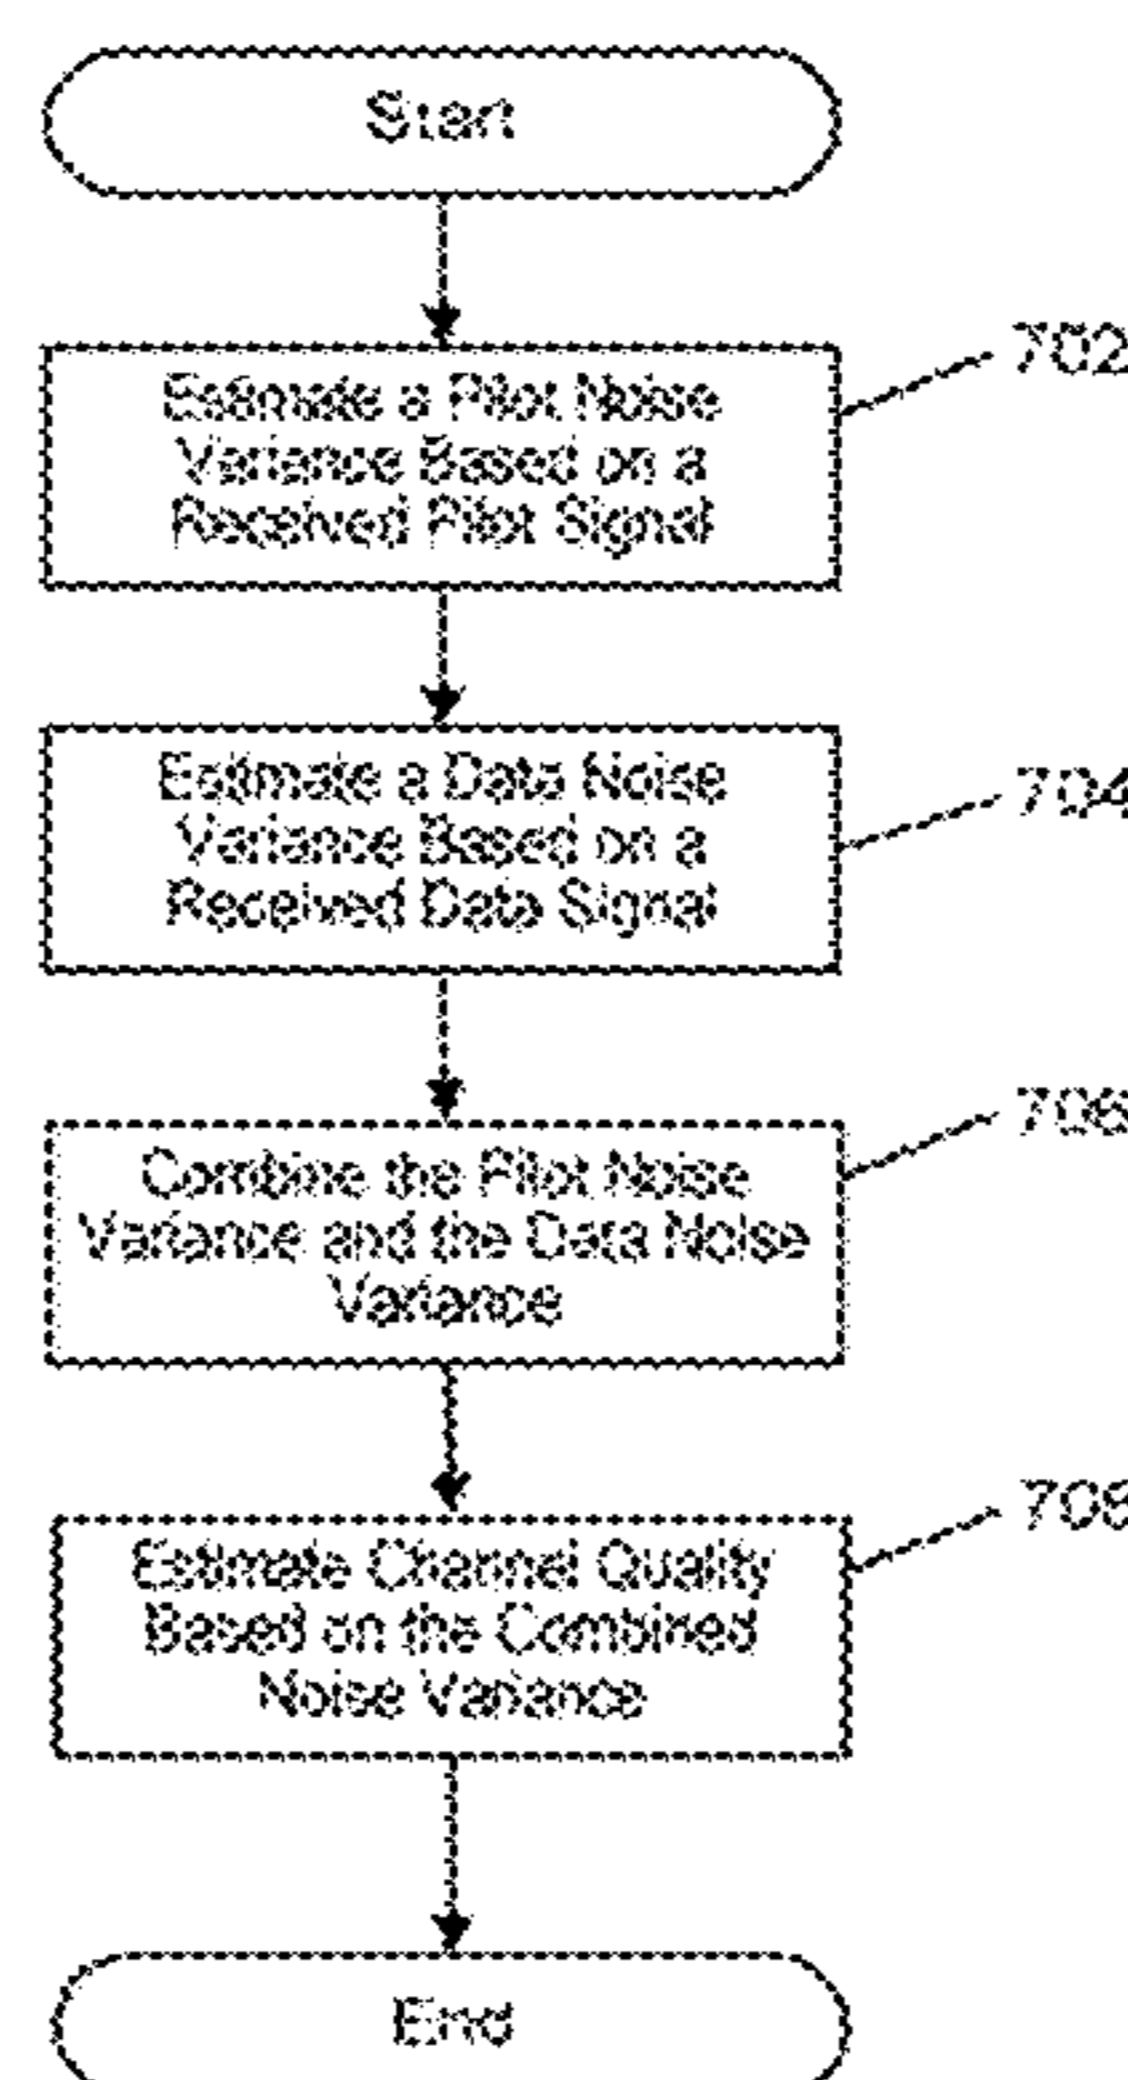 Start
702
Estimate a Pilot Noise
Variance Based on a
Received Pilot Signal
704
Estimate a Data Noise
Variance Based on a
Received Data Signal
706
Combine the Pilot Noise
Variance and the Data Noise
Variance
708
Estimate Channel Quality
Based on the Combined
Noise Variance
End